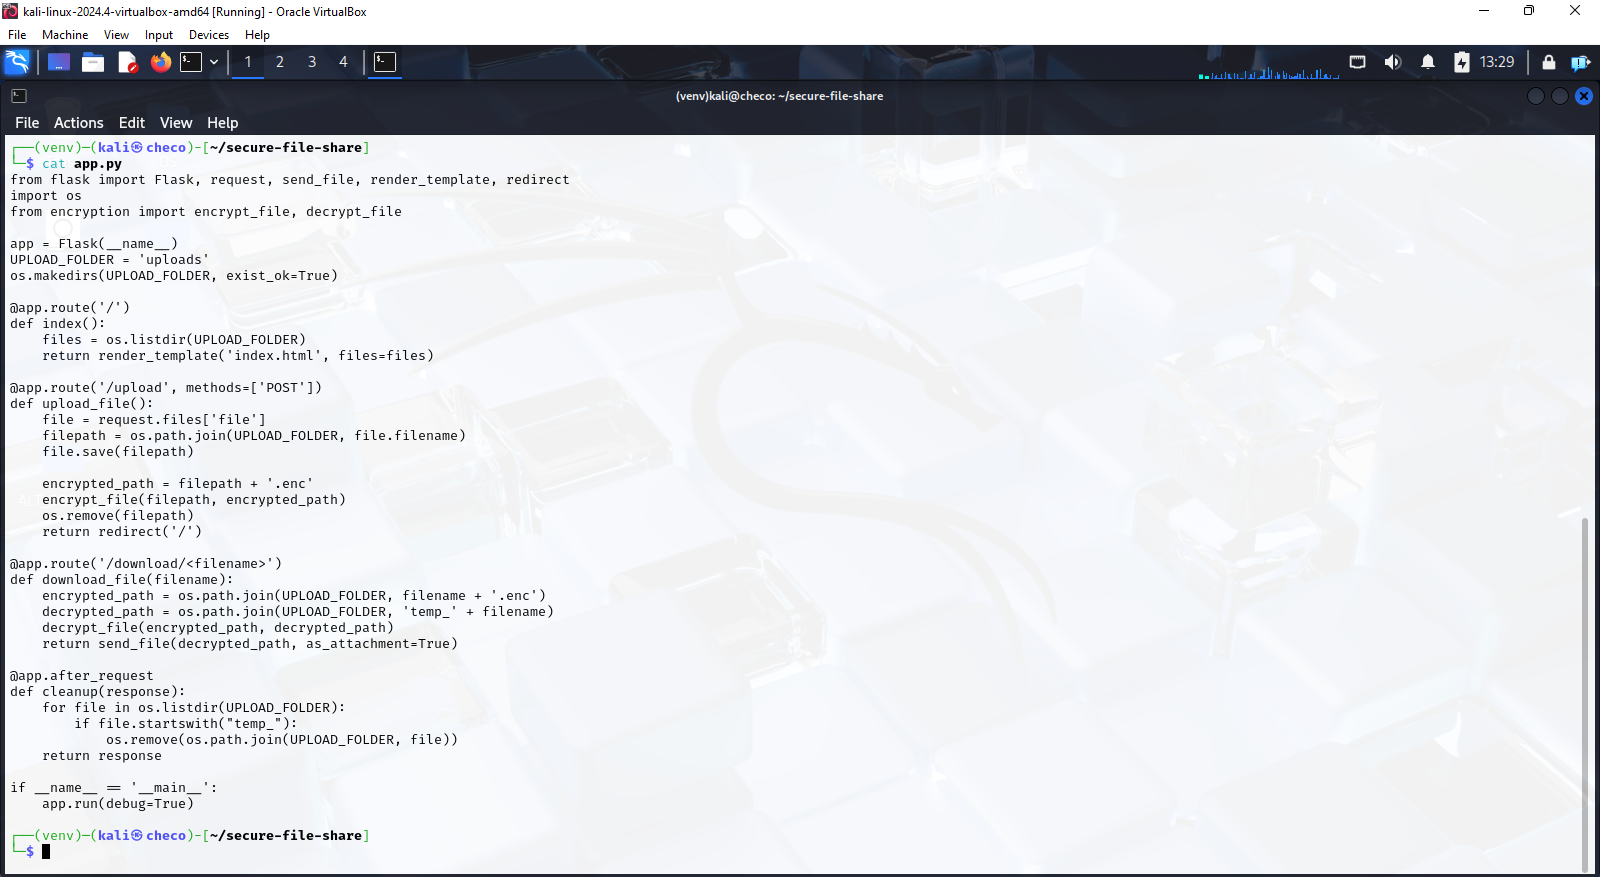 kali-linux-2024.4-virtualbox-amd64 [Running] - Oracle VirtualBox
File Machine View Input Devices Help
1 2 3 4 13:29
(venv)kali@checo: ~/secure-file-share
File Actions Edit View Help
┌──(venv)─(kali㉿checo)-[~/secure-file-share]
└─$ cat app.py
from flask import Flask, request, send_file, render_template, redirect
import os
from encryption import encrypt_file, decrypt_file

app = Flask(__name__)
UPLOAD_FOLDER = 'uploads'
os.makedirs(UPLOAD_FOLDER, exist_ok=True)

@app.route('/')
def index():
    files = os.listdir(UPLOAD_FOLDER)
    return render_template('index.html', files=files)

@app.route('/upload', methods=['POST'])
def upload_file():
    file = request.files['file']
    filepath = os.path.join(UPLOAD_FOLDER, file.filename)
    file.save(filepath)

    encrypted_path = filepath + '.enc'
    encrypt_file(filepath, encrypted_path)
    os.remove(filepath)
    return redirect('/')

@app.route('/download/<filename>')
def download_file(filename):
    encrypted_path = os.path.join(UPLOAD_FOLDER, filename + '.enc')
    decrypted_path = os.path.join(UPLOAD_FOLDER, 'temp_' + filename)
    decrypt_file(encrypted_path, decrypted_path)
    return send_file(decrypted_path, as_attachment=True)

@app.after_request
def cleanup(response):
    for file in os.listdir(UPLOAD_FOLDER):
        if file.startswith("temp_"):
            os.remove(os.path.join(UPLOAD_FOLDER, file))
    return response

if __name__ == '__main__':
    app.run(debug=True)

┌──(venv)─(kali㉿checo)-[~/secure-file-share]
└─$